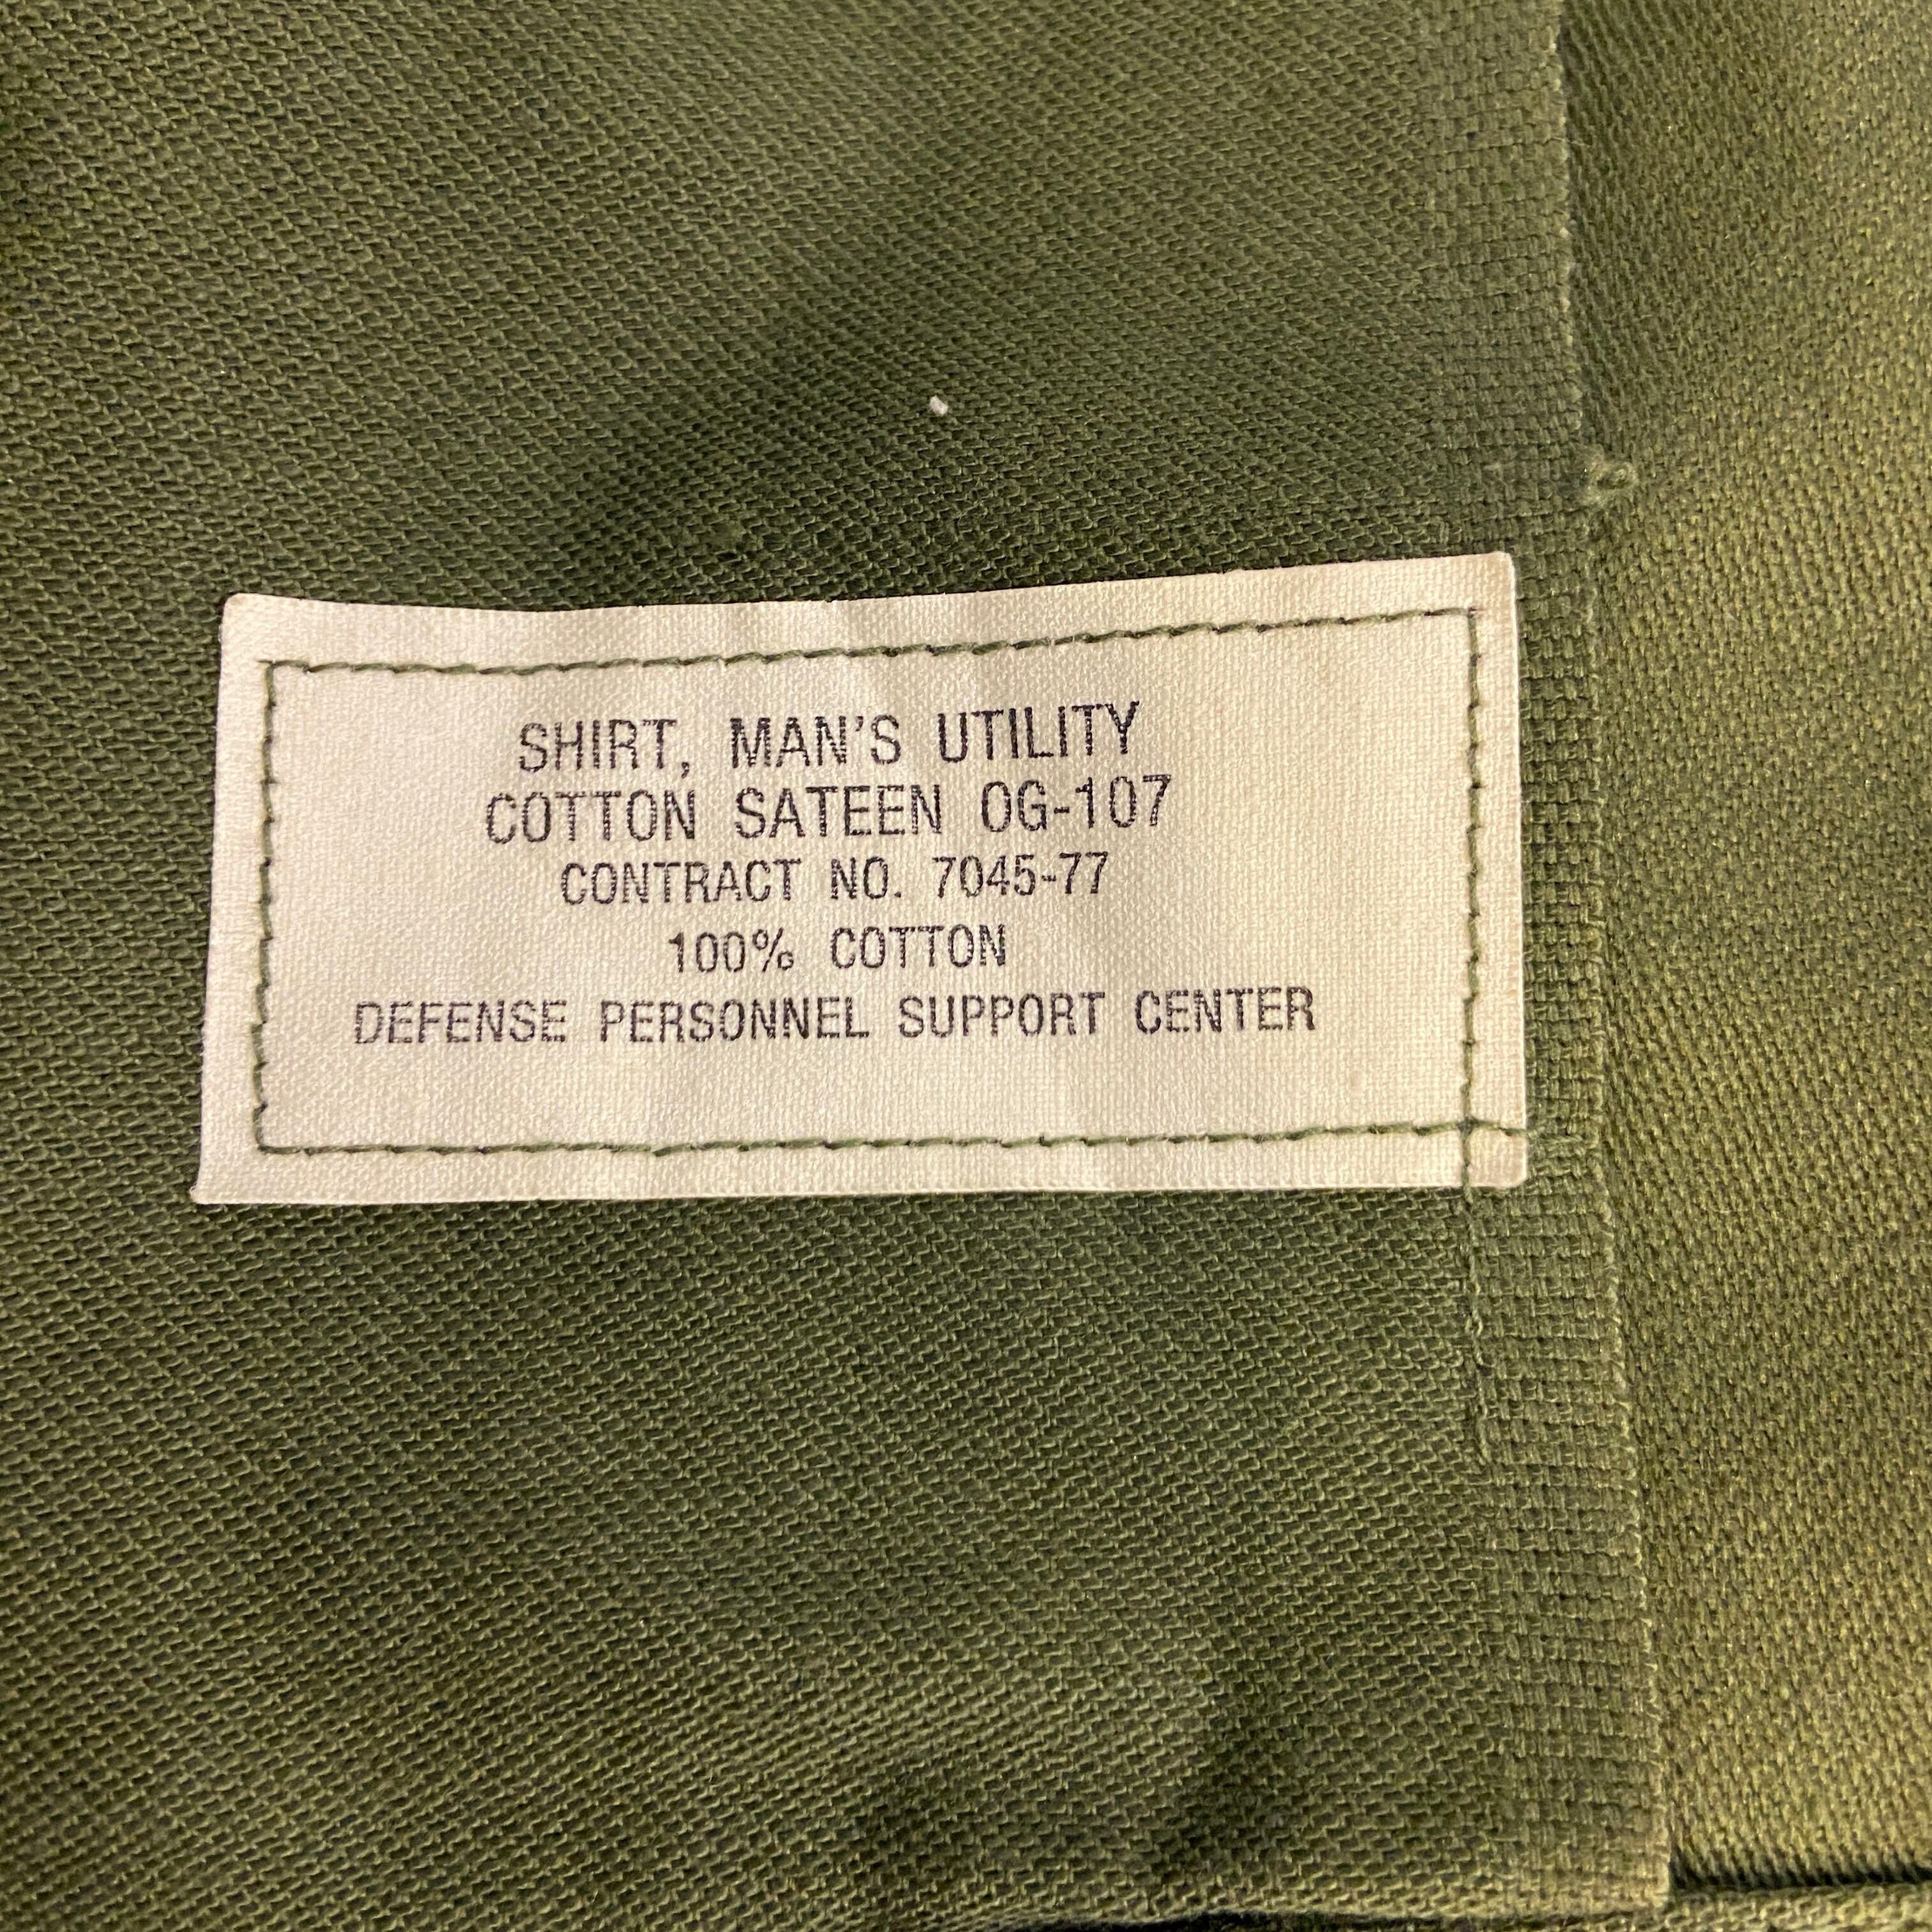 SHIRT, MAN'S UTILITY
COTTON SATEEN OG-107
CONTRACT NO. 7045-77
100% COTTON
DEFENSE PERSONNEL SUPPORT CENTER